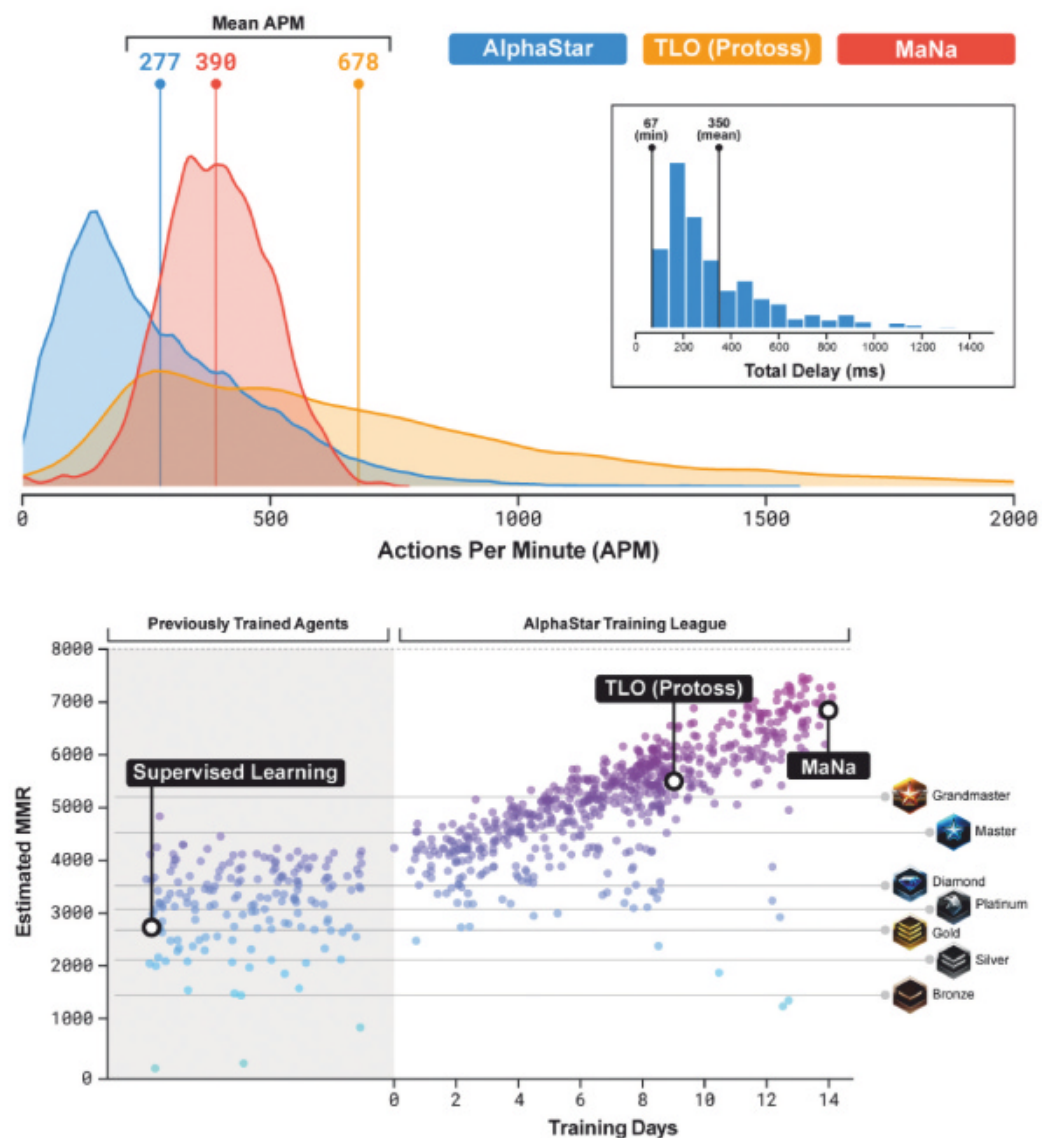 Mean APM
277 390 678
AlphaStar TLO (Protoss) MaNa
67 (min)
350 (mean)
0 200 400 600 800 1000 1200 1400
Total Delay (ms)
0 500 1000 1500 2000
Actions Per Minute (APM)
Previously Trained Agents
AlphaStar Training League
8000
7000
6000
5000
4000
3000
2000
1000
0
Estimated MMR
Supervised Learning
TLO (Protoss)
MaNa
Grandmaster
Master
Diamond
Platinum
Gold
Silver
Bronze
0 2 4 6 8 10 12 14
Training Days